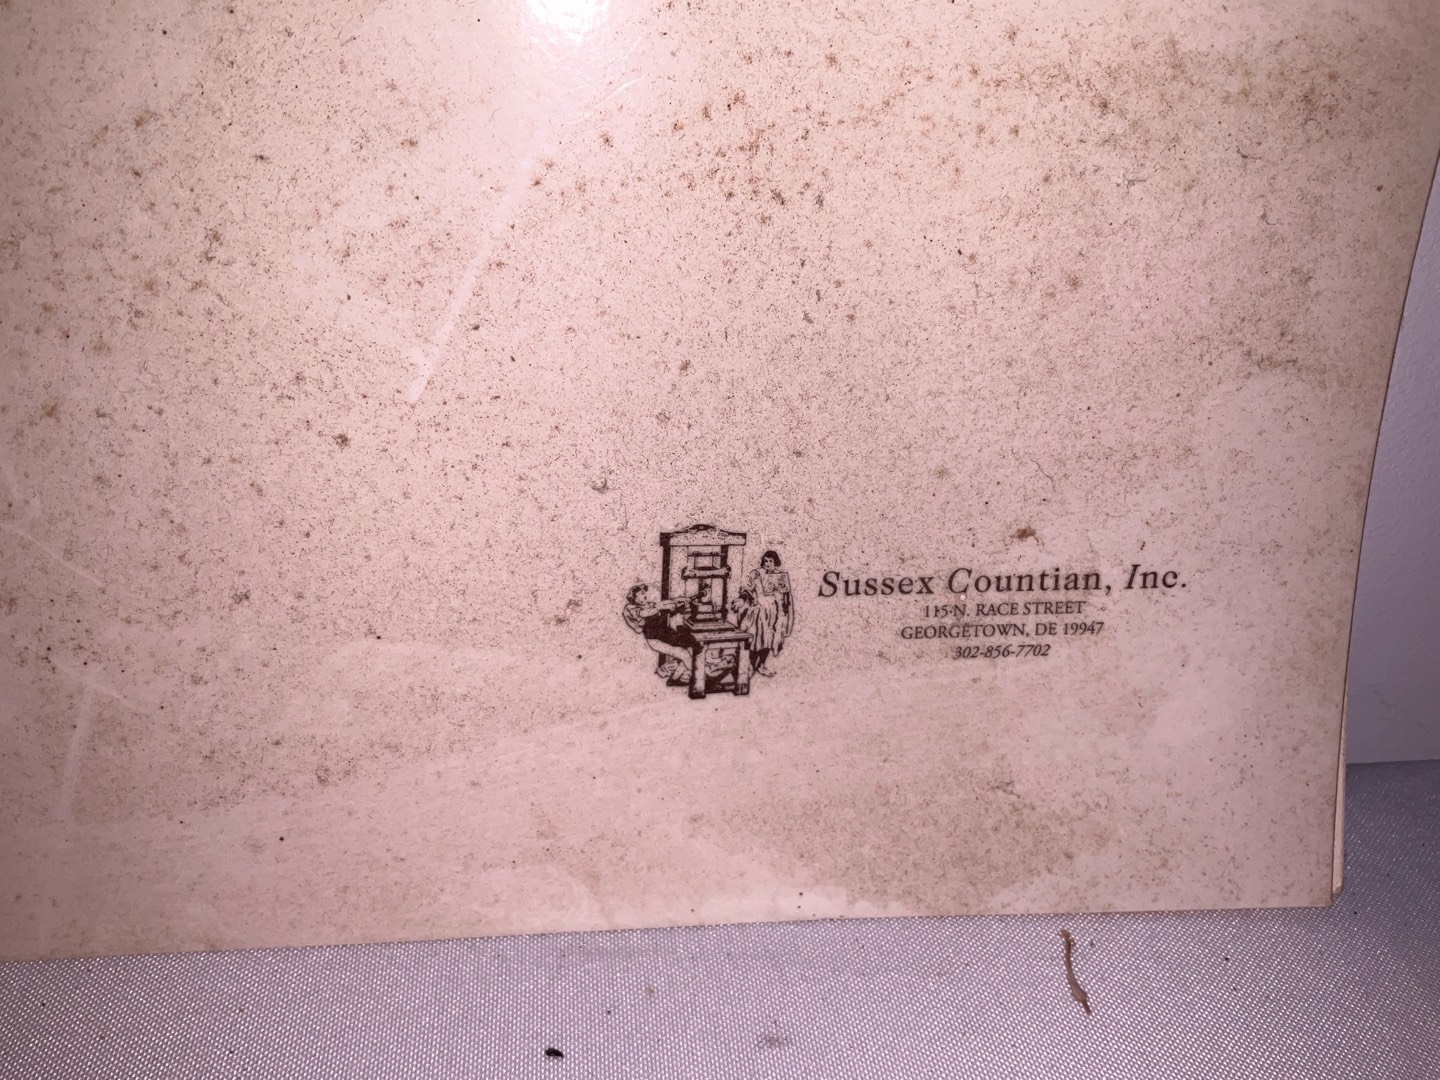 Sussex Countian, Inc.
115 N. RACE STREET
GEORGETOWN, DE 19947
302-856-7702